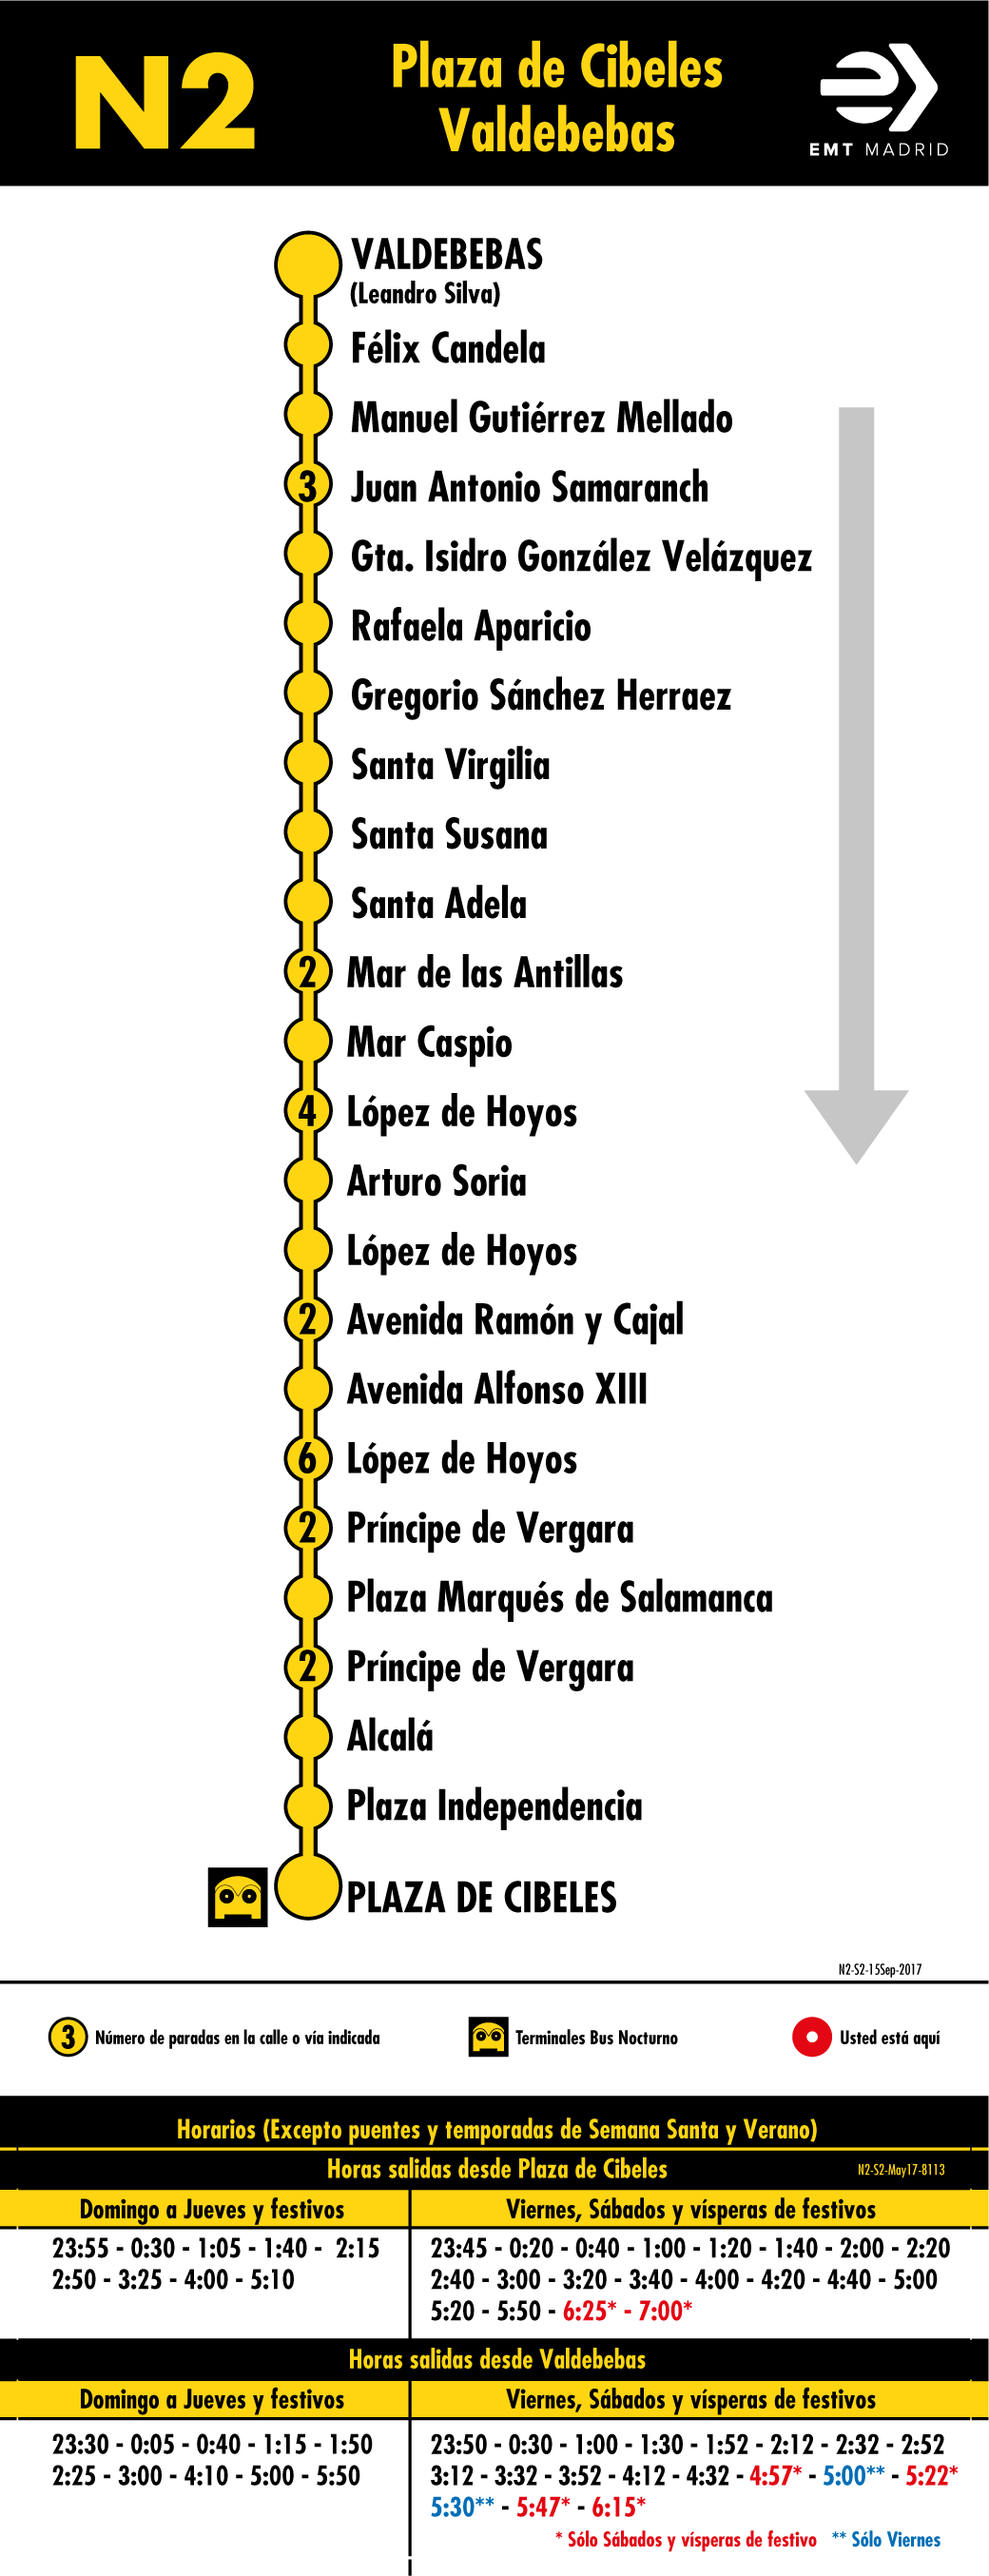 N2
Plaza de Cibeles
Valdebebas
EMT MADRID
VALDEBEBAS
(Leandro Silva)
Félix Candela
Manuel Gutiérrez Mellado
3 Juan Antonio Samaranch
Gta. Isidro González Velázquez
Rafaela Aparicio
Gregorio Sánchez Herraez
Santa Virgilia
Santa Susana
Santa Adela
2 Mar de las Antillas
Mar Caspio
4 López de Hoyos
Arturo Soria
López de Hoyos
2 Avenida Ramón y Cajal
Avenida Alfonso XIII
6 López de Hoyos
2 Príncipe de Vergara
Plaza Marqués de Salamanca
2 Príncipe de Vergara
Alcalá
Plaza Independencia
PLAZA DE CIBELES
N2-S2-15Sep-2017
3 Número de paradas en la calle o vía indicada
Terminales Bus Nocturno
Usted está aquí
Horarios (Excepto puentes y temporadas de Semana Santa y Verano)
Horas salidas desde Plaza de Cibeles
N2-S2-May17-8113
Domingo a Jueves y festivos
23:55 - 0:30 - 1:05 - 1:40 - 2:15
2:50 - 3:25 - 4:00 - 5:10
Viernes, Sábados y vísperas de festivos
23:45 - 0:20 - 0:40 - 1:00 - 1:20 - 1:40 - 2:00 - 2:20
2:40 - 3:00 - 3:20 - 3:40 - 4:00 - 4:20 - 4:40 - 5:00
5:20 - 5:50 - 6:25* - 7:00*
Horas salidas desde Valdebebas
Domingo a Jueves y festivos
23:30 - 0:05 - 0:40 - 1:15 - 1:50
2:25 - 3:00 - 4:10 - 5:00 - 5:50
Viernes, Sábados y vísperas de festivos
23:50 - 0:30 - 1:00 - 1:30 - 1:52 - 2:12 - 2:32 - 2:52
3:12 - 3:32 - 3:52 - 4:12 - 4:32 - 4:57* - 5:00** - 5:22*
5:30** - 5:47* - 6:15*
* Sólo Sábados y vísperas de festivo ** Sólo Viernes